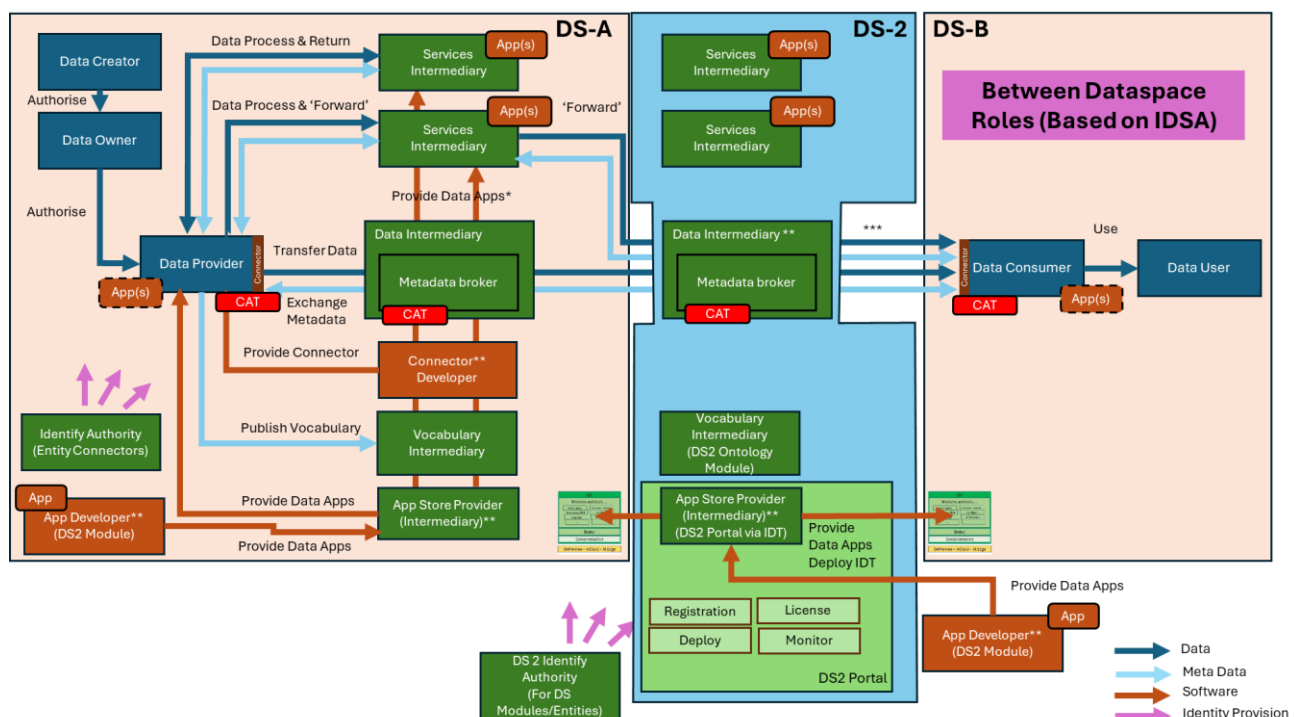 DS-A
DS-2
DS-B
Data Creator
Authorise
Data Owner
Authorise
Data Process & Return
Services
Intermediary
App(s)
Data Process & ‘Forward’
Services
Intermediary
App(s)
‘Forward’
Provide Data Apps*
Data Provider
Connector
App(s)
CAT
Transfer Data
Exchange
Metadata
Data Intermediary
Metadata broker
CAT
Provide Connector
Connector**
Developer
Identify Authority
(Entity Connectors)
Publish Vocabulary
Vocabulary
Intermediary
App
App Developer**
(DS2 Module)
Provide Data Apps
Provide Data Apps
App Store Provider
(Intermediary)**
Services
Intermediary
App(s)
Services
Intermediary
App(s)
Data Intermediary **
Metadata broker
CAT
Vocabulary
Intermediary
(DS2 Ontology
Module)
App Store Provider
(Intermediary)**
(DS2 Portal via IDT)
Provide
Data Apps
Deploy IDT
Registration
License
Deploy
Monitor
DS2 Portal
DS 2 Identify
Authority
(For DS
Modules/Entities)
Between Dataspace
Roles (Based on IDSA)
***
Connector
Data Consumer
CAT
App(s)
Use
Data User
Provide Data Apps
App
App Developer**
(DS2 Module)
Data
Meta Data
Software
Identity Provision